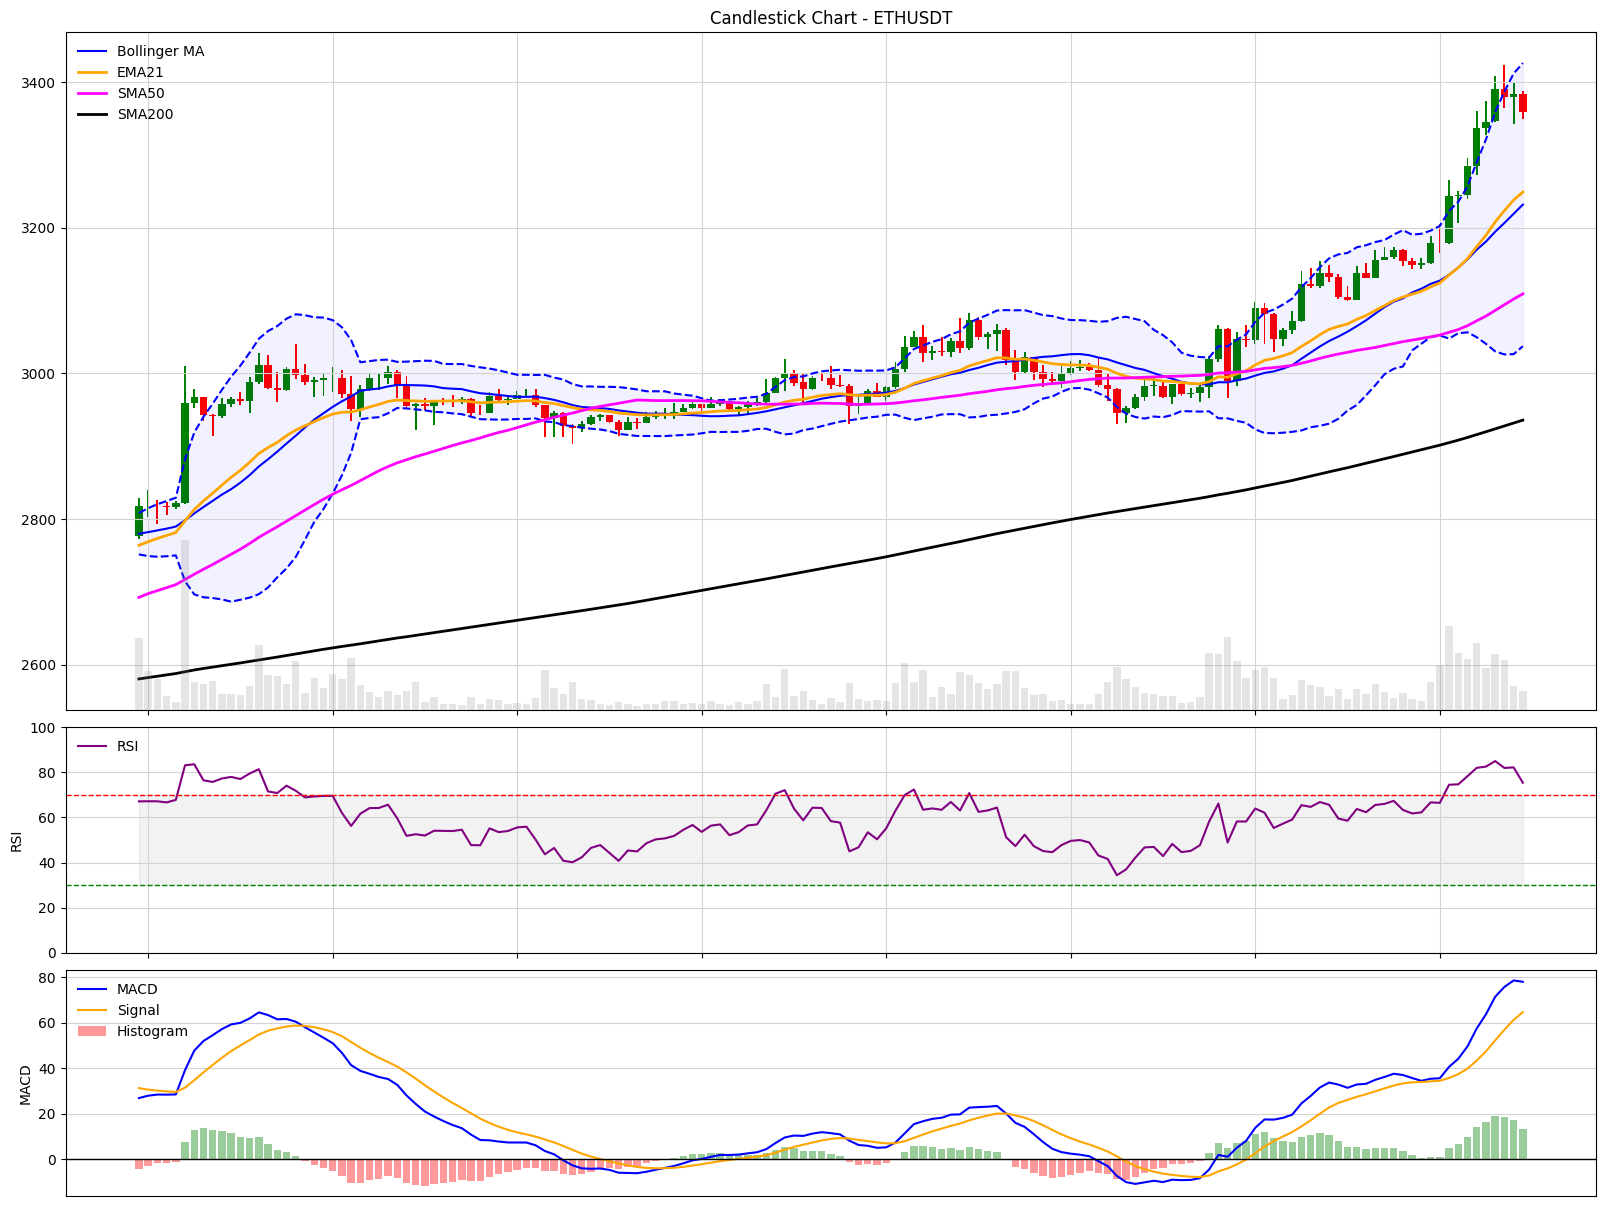 Candlestick Chart - ETHUSDT
Bollinger MA
EMA21
SMA50
SMA200
3400
3200
3000
2800
2600
RSI
100
80
60
40
20
0
RSI
MACD
Signal
Histogram
80
60
40
20
0
MACD